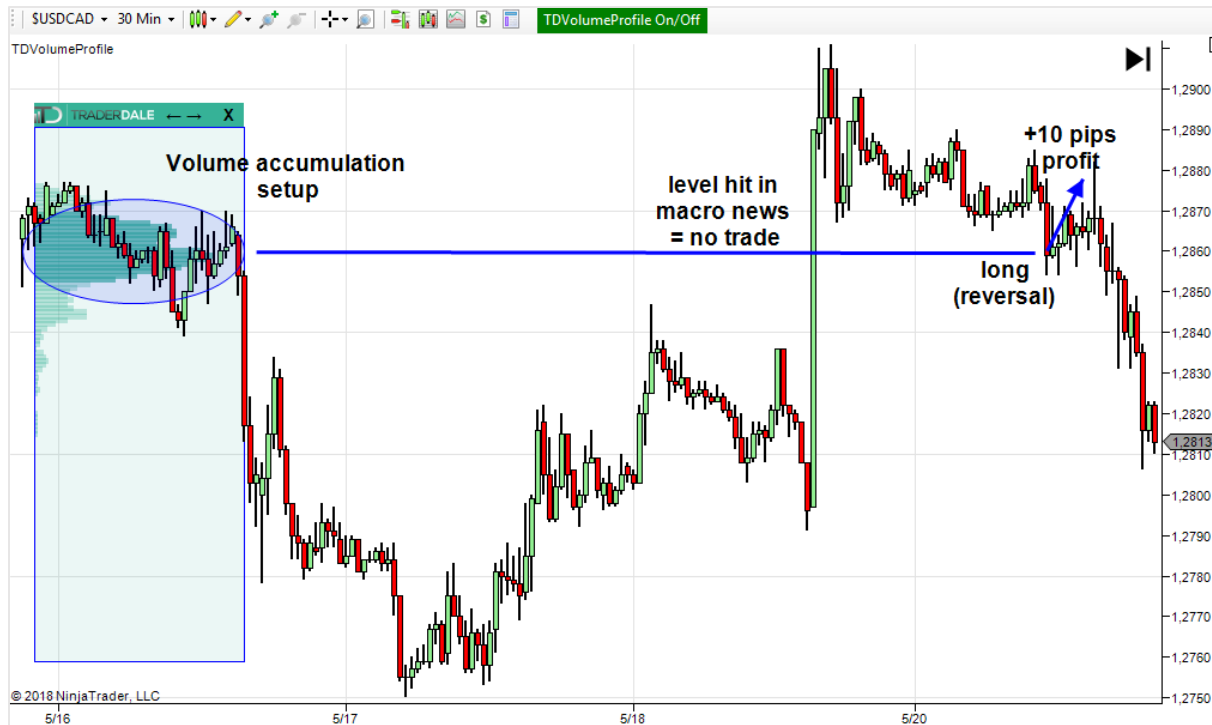 $USDCAD
30 Min
TDVolumeProfile On/Off
TDVolumeProfile
TD TRADERDALE ←→ X
Volume accumulation
setup
level hit in
macro news
= no trade
+10 pips
profit
long
(reversal)
1,2900
1,2890
1,2880
1,2870
1,2860
1,2850
1,2840
1,2830
1,2820
1,2813
1,2810
1,2800
1,2790
1,2780
1,2770
1,2760
1,2750
© 2018 NinjaTrader, LLC
5/16
5/17
5/18
5/20